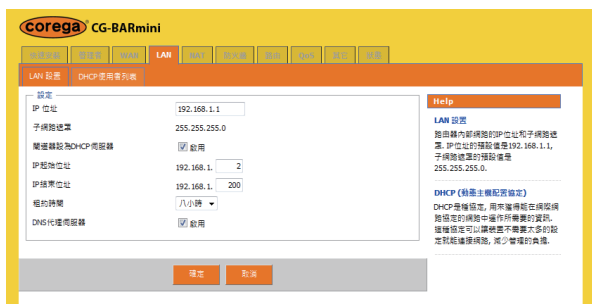 corega CG-BARmini
快速安裝 管理者 WAN LAN NAT 防火牆 路由 QoS 其它 狀態
LAN 設置 DHCP使用者列表
設定
IP 位址 192.168.1.1
子網路遮罩 255.255.255.0
閘道器設為DHCP伺服器 啟用
IP起始位址 192.168.1. 2
IP結束位址 192.168.1. 200
租約時間 八小時
DNS代理伺服器 啟用
確定 取消
Help
LAN 設置
路由器內部網路的IP位址和子網路遮
罩. IP位址的預設值是192.168.1.1,
子網路遮罩的預設值是
255.255.255.0.
DHCP (動態主機配置協定)
DHCP是種協定, 用來獲得能在網際網
路協定的網路中運作所需要的資訊.
這種協定可以讓裝置不需要太多的設
定就能連接網路, 減少管理的負擔.